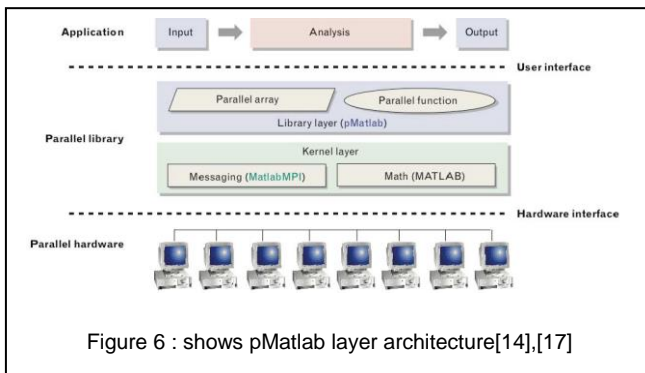 Application
Input
Analysis
Output
User interface
Parallel library
Parallel array
Parallel function
Library layer (pMatlab)
Kernel layer
Messaging (MatlabMPI)
Math (MATLAB)
Hardware interface
Parallel hardware
Figure 6 : shows pMatlab layer architecture[14],[17]